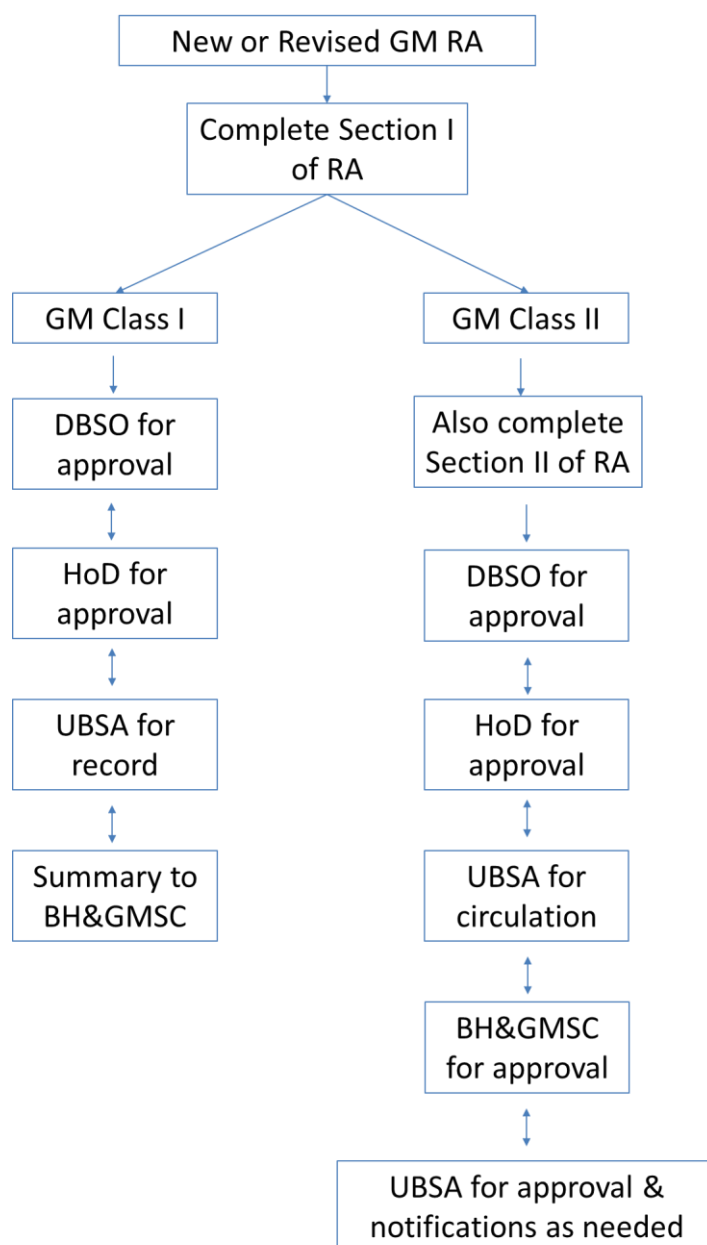 New or Revised GM RA
Complete Section I
of RA
GM Class I
DBSO for
approval
HoD for
approval
UBSA for
record
Summary to
BH&GMSC
GM Class II
Also complete
Section II of RA
DBSO for
approval
HoD for
approval
UBSA for
circulation
BH&GMSC
for approval
UBSA for approval &
notifications as needed